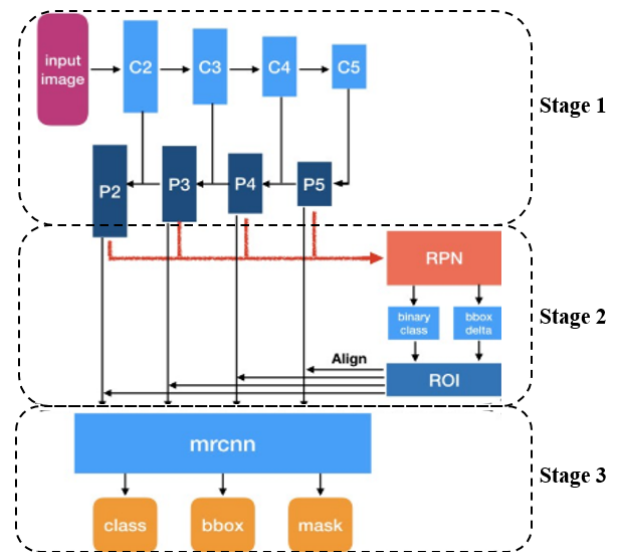 input
image
C2
C3
C4
C5
Stage 1
P2
P3
P4
P5
RPN
binary
class
bbox
delta
Stage 2
Align
ROI
mrcnn
Stage 3
class
bbox
mask